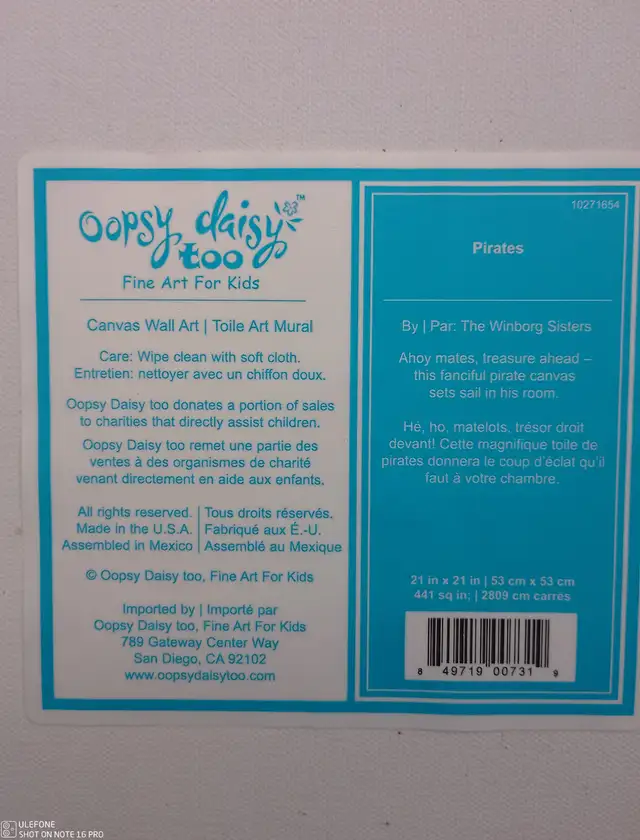 Oopsy daisy™
too
Fine Art For Kids
Canvas Wall Art | Toile Art Mural
Care: Wipe clean with soft cloth.
Entretien: nettoyer avec un chiffon doux.
Oopsy Daisy too donates a portion of sales
to charities that directly assist children.
Oopsy Daisy too remet une partie des
ventes à des organismes de charité
venant directement en aide aux enfants.
All rights reserved. | Tous droits réservés.
Made in the U.S.A. | Fabriqué aux É.-U.
Assembled in Mexico | Assemblé au Mexique
© Oopsy Daisy too, Fine Art For Kids
Imported by | Importé par
Oopsy Daisy too, Fine Art For Kids
789 Gateway Center Way
San Diego, CA 92102
www.oopsydaisytoo.com
10271654
Pirates
By | Par: The Winborg Sisters
Ahoy mates, treasure ahead –
this fanciful pirate canvas
sets sail in his room.
Hé, ho, matelots, trésor droit
devant! Cette magnifique toile de
pirates donnera le coup d'éclat qu'il
faut à votre chambre.
21 in x 21 in | 53 cm x 53 cm
441 sq in; | 2809 cm carrés
8 49719 00731 9
ULEFONE
SHOT ON NOTE 16 PRO